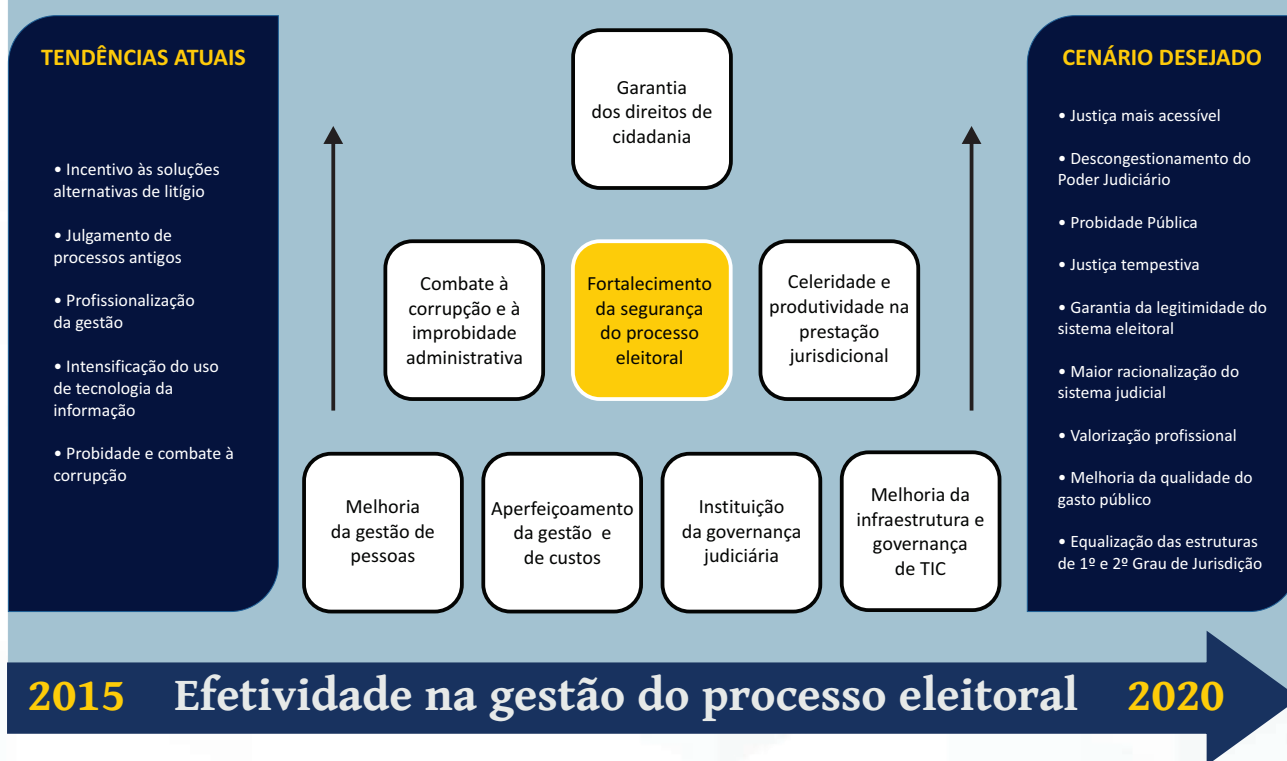 TENDÊNCIAS ATUAIS
• Incentivo às soluções
alternativas de litígio
• Julgamento de
processos antigos
• Profissionalização
da gestão
• Intensificação do uso
de tecnologia da
informação
• Probidade e combate à
corrupção
Garantia
dos direitos de
cidadania
Combate à
corrupção e à
improbidade
administrativa
Fortalecimento
da segurança
do processo
eleitoral
Celeridade e
produtividade na
prestação
jurisdicional
Melhoria
da gestão de
pessoas
Aperfeiçoamento
da gestão e
de custos
Instituição
da governança
judiciária
Melhoria da
infraestrutura e
governança
de TIC
CENÁRIO DESEJADO
• Justiça mais acessível
• Descongestionamento do
Poder Judiciário
• Probidade Pública
• Justiça tempestiva
• Garantia da legitimidade do
sistema eleitoral
• Maior racionalização do
sistema judicial
• Valorização profissional
• Melhoria da qualidade do
gasto público
• Equalização das estruturas
de 1º e 2º Grau de Jurisdição
2015 Efetividade na gestão do processo eleitoral 2020